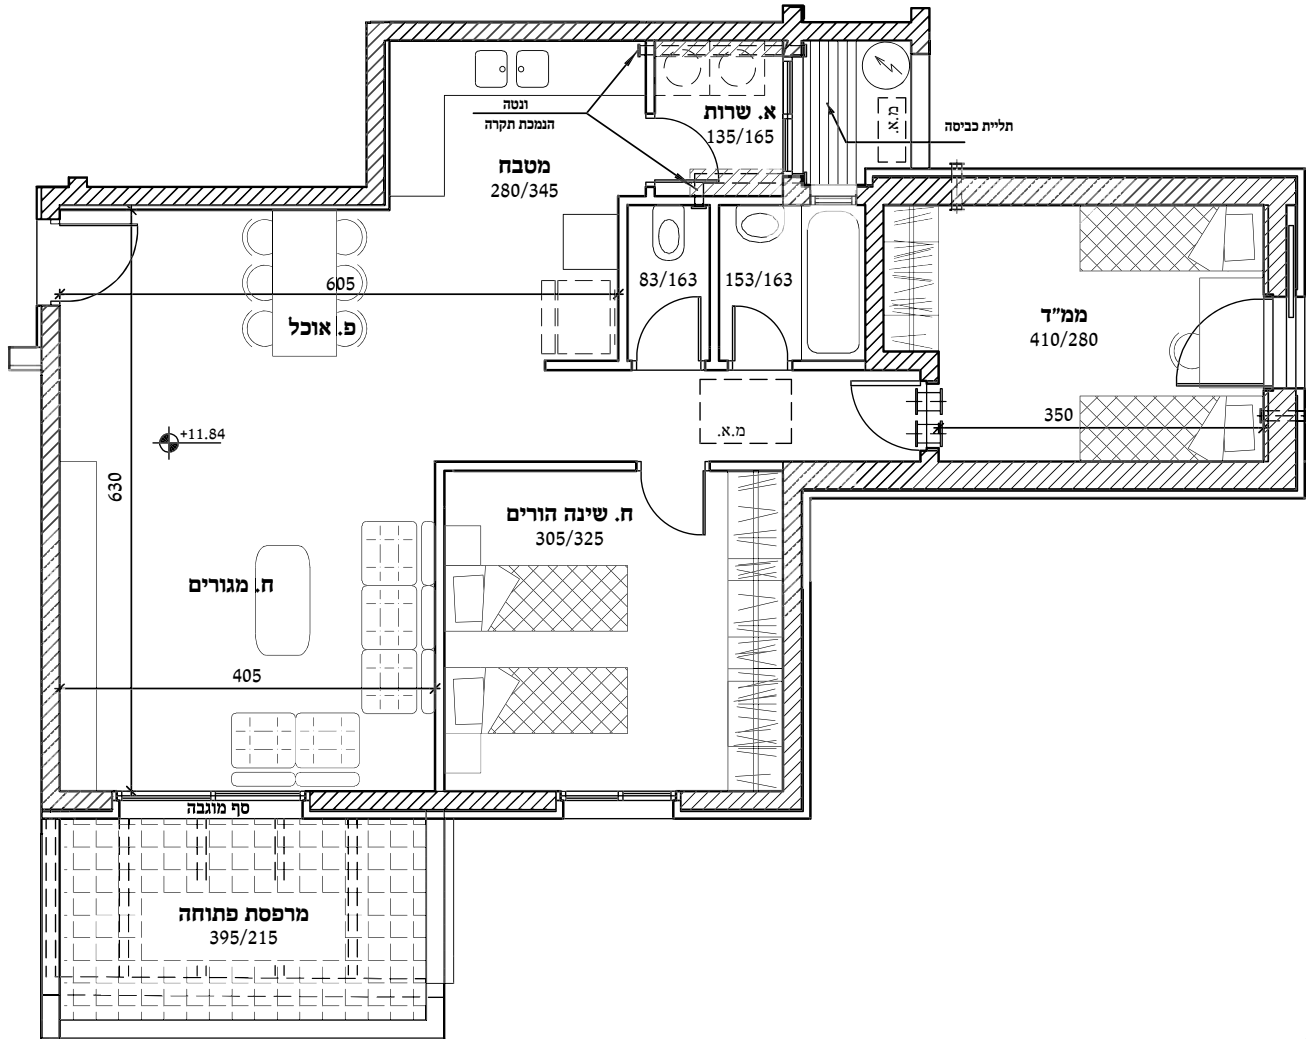 א. שרות
135/165
מ.א.
תליית כביסה
ונטה
הנמכת תקרה
מטבח
280/345
83/163
153/163
605
פ. אוכל
ממ"ד
410/280
350
+11.84
מ.א.
630
ח. שינה הורים
305/325
ח. מגורים
405
סף מוגבה
מרפסת פתוחה
395/215